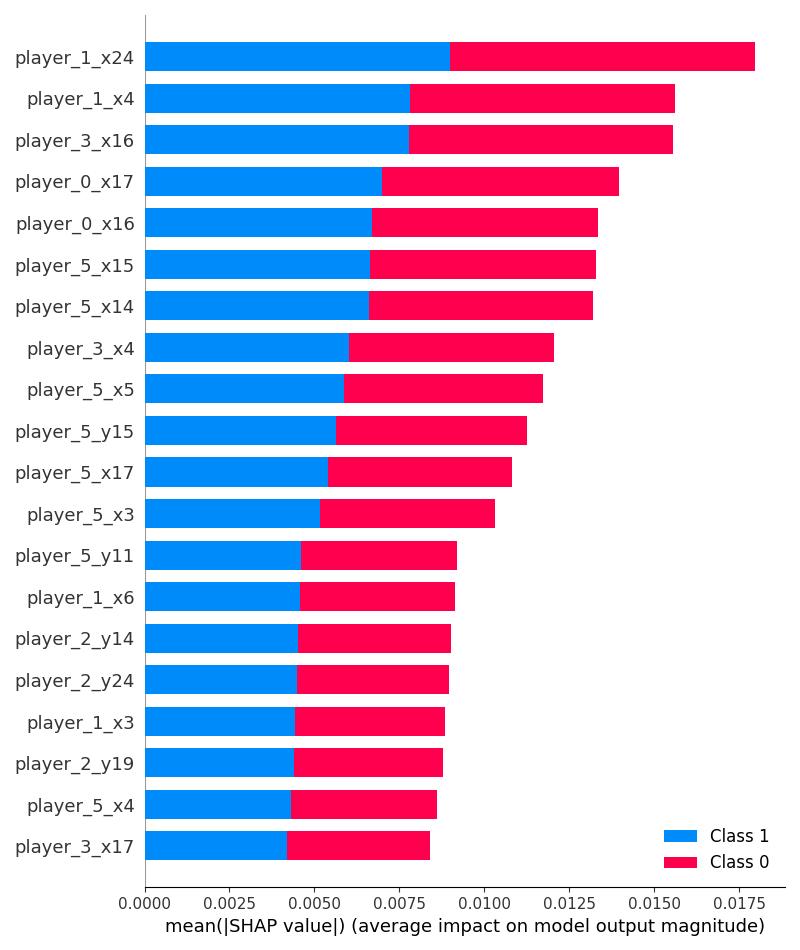 player_1_x24
player_1_x4
player_3_x16
player_0_x17
player_0_x16
player_5_x15
player_5_x14
player_3_x4
player_5_x5
player_5_y15
player_5_x17
player_5_x3
player_5_y11
player_1_x6
player_2_y14
player_2_y24
player_1_x3
player_2_y19
player_5_x4
player_3_x17
Class 1
Class 0
0.0000 0.0025 0.0050 0.0075 0.0100 0.0125 0.0150 0.0175
mean(|SHAP value|) (average impact on model output magnitude)